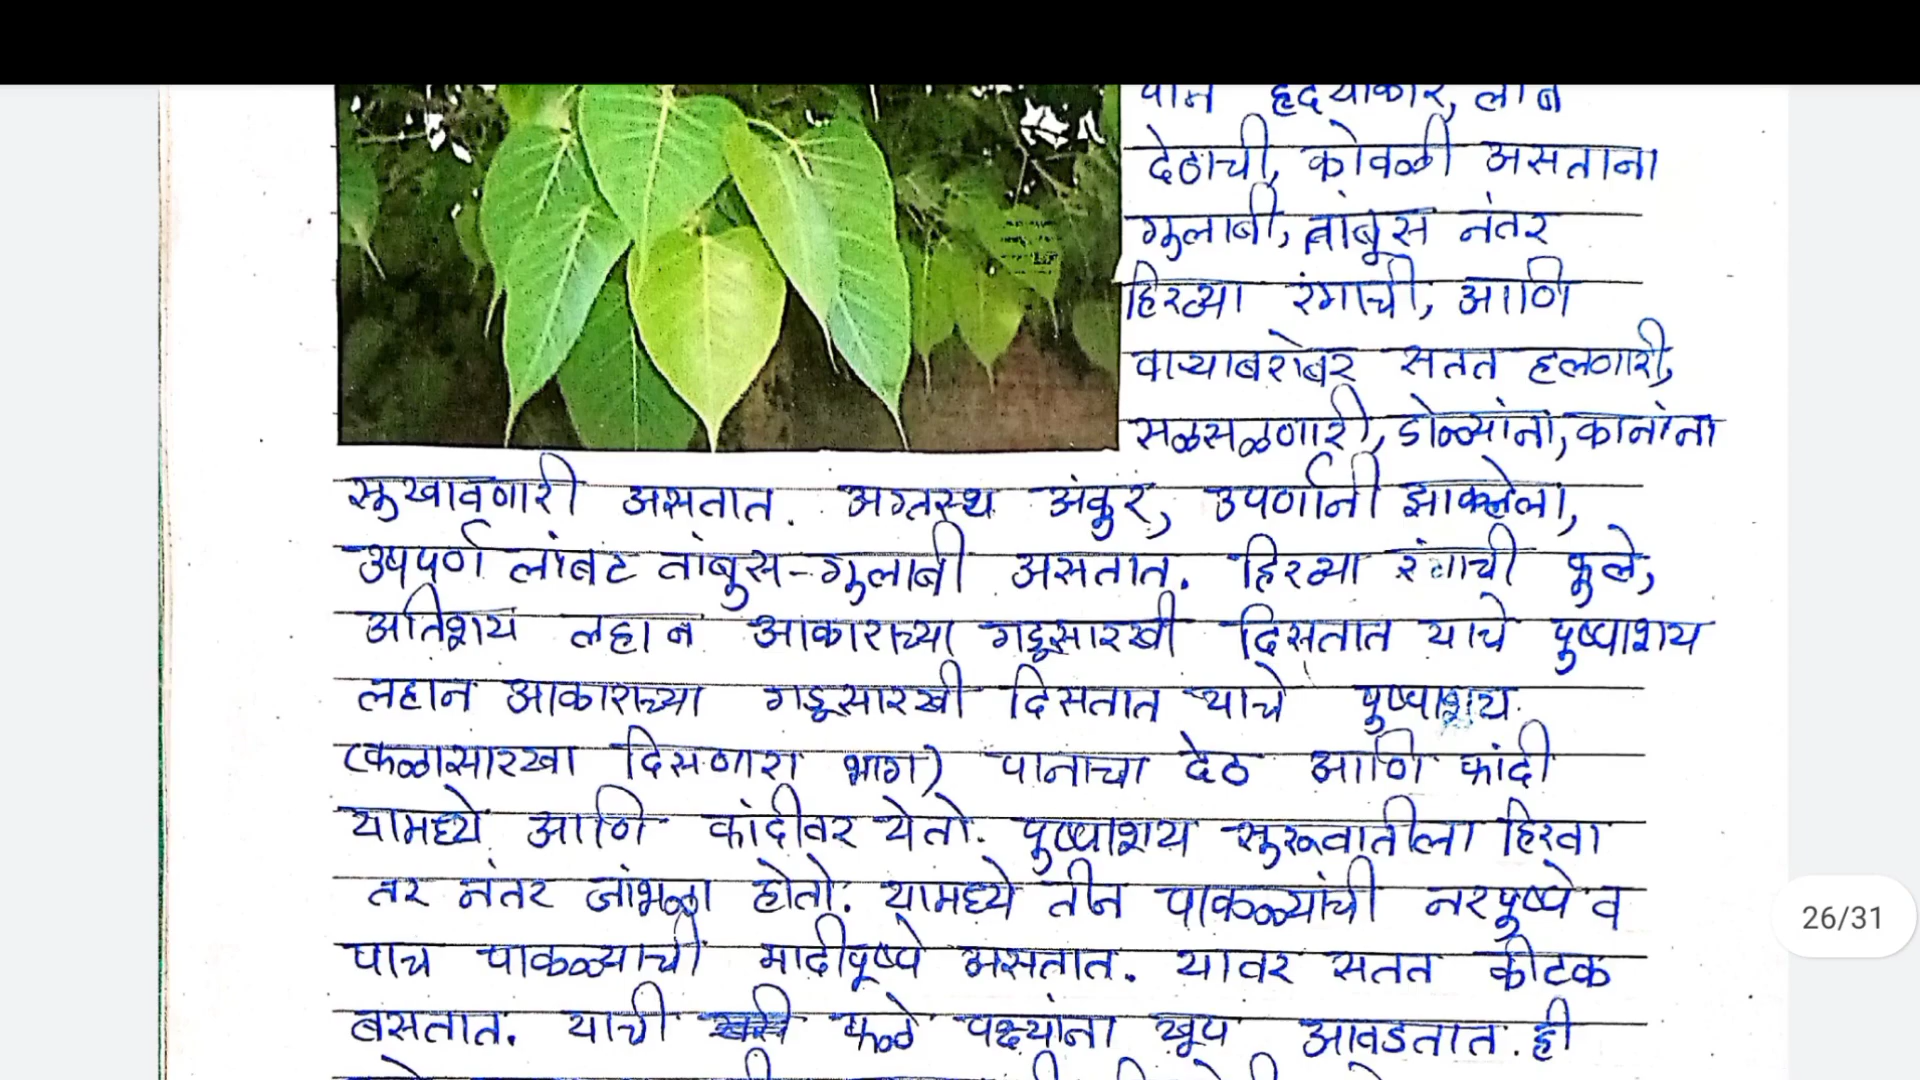 पान हृदयाकार, लांब
देठाची, कोवळी असताना
गुलाबी, तांबूस नंतर
हिरव्या रंगाची, आणि
वाऱ्याबरोबर सतत हलणारी,
सळसळणारी, डोळ्यांना, कानांना
सुखावणारी असतात. अग्रस्थ अंकुर, उपर्णानी झाकलेला,
उपपर्ण लांबट तांबुस-गुलाबी असतात. हिरव्या रंगाची फुले,
अतिशय लहान आकाराच्या गडूसारखी दिसतात याचे पुष्पाशय
लहान आकाराच्या गडूसारखी दिसतात याचे पुष्पाशय
(फळासारखा दिसणारा भाग) पानाचा देठ आणि फांदी
यामध्ये आणि फांदीवर येतो. पुष्पाशय सुरूवातीला हिरवा
तर नंतर जांभळा होतो. यामध्ये तीन पाकळ्यांची नरपुष्पे व
पाच पाकळ्याची मादीपूष्पे असतात. यावर सतत कीटक
बसतात. याची फळे पक्ष्यांना खूप आवडतात. ही
26/31